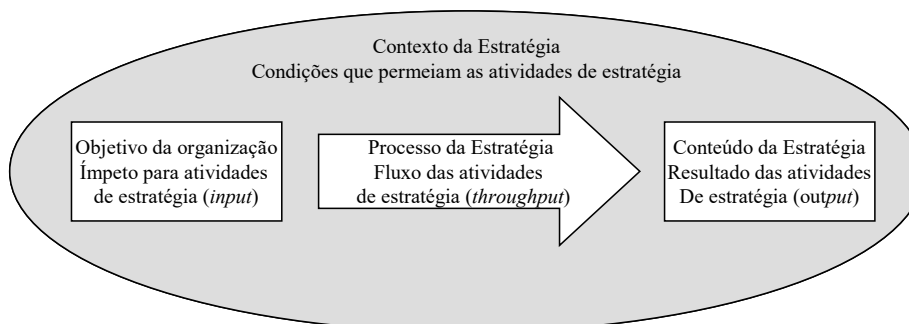 Contexto da Estratégia
Condições que permeiam as atividades de estratégia
Objetivo da organização
Ímpeto para atividades
de estratégia (input)
Processo da Estratégia
Fluxo das atividades
de estratégia (throughput)
Conteúdo da Estratégia
Resultado das atividades
De estratégia (output)